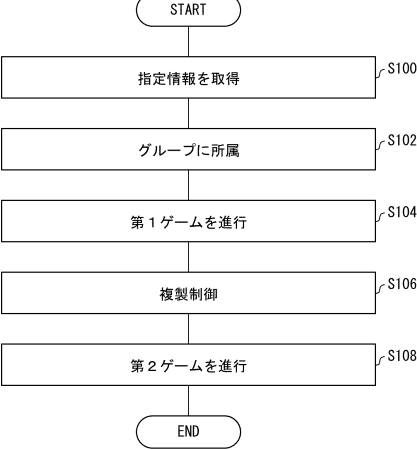 START
指定情報を取得
S100
グループに所属
S102
第１ゲームを進行
S104
複製制御
S106
第２ゲームを進行
S108
END